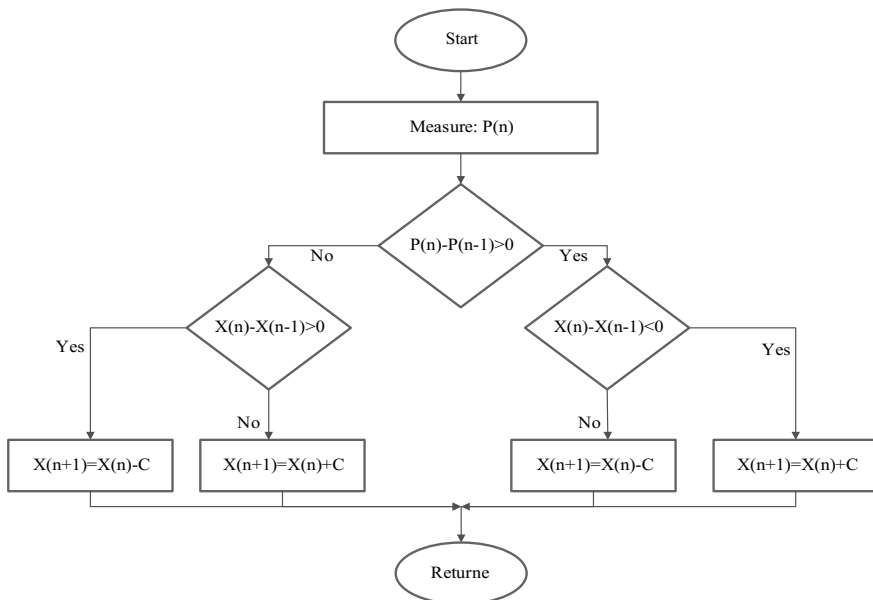 Start
Measure: P(n)
P(n)-P(n-1)>0
No
Yes
X(n)-X(n-1)>0
X(n)-X(n-1)<0
Yes
Yes
No
No
X(n+1)=X(n)-C
X(n+1)=X(n)+C
X(n+1)=X(n)-C
X(n+1)=X(n)+C
Returne